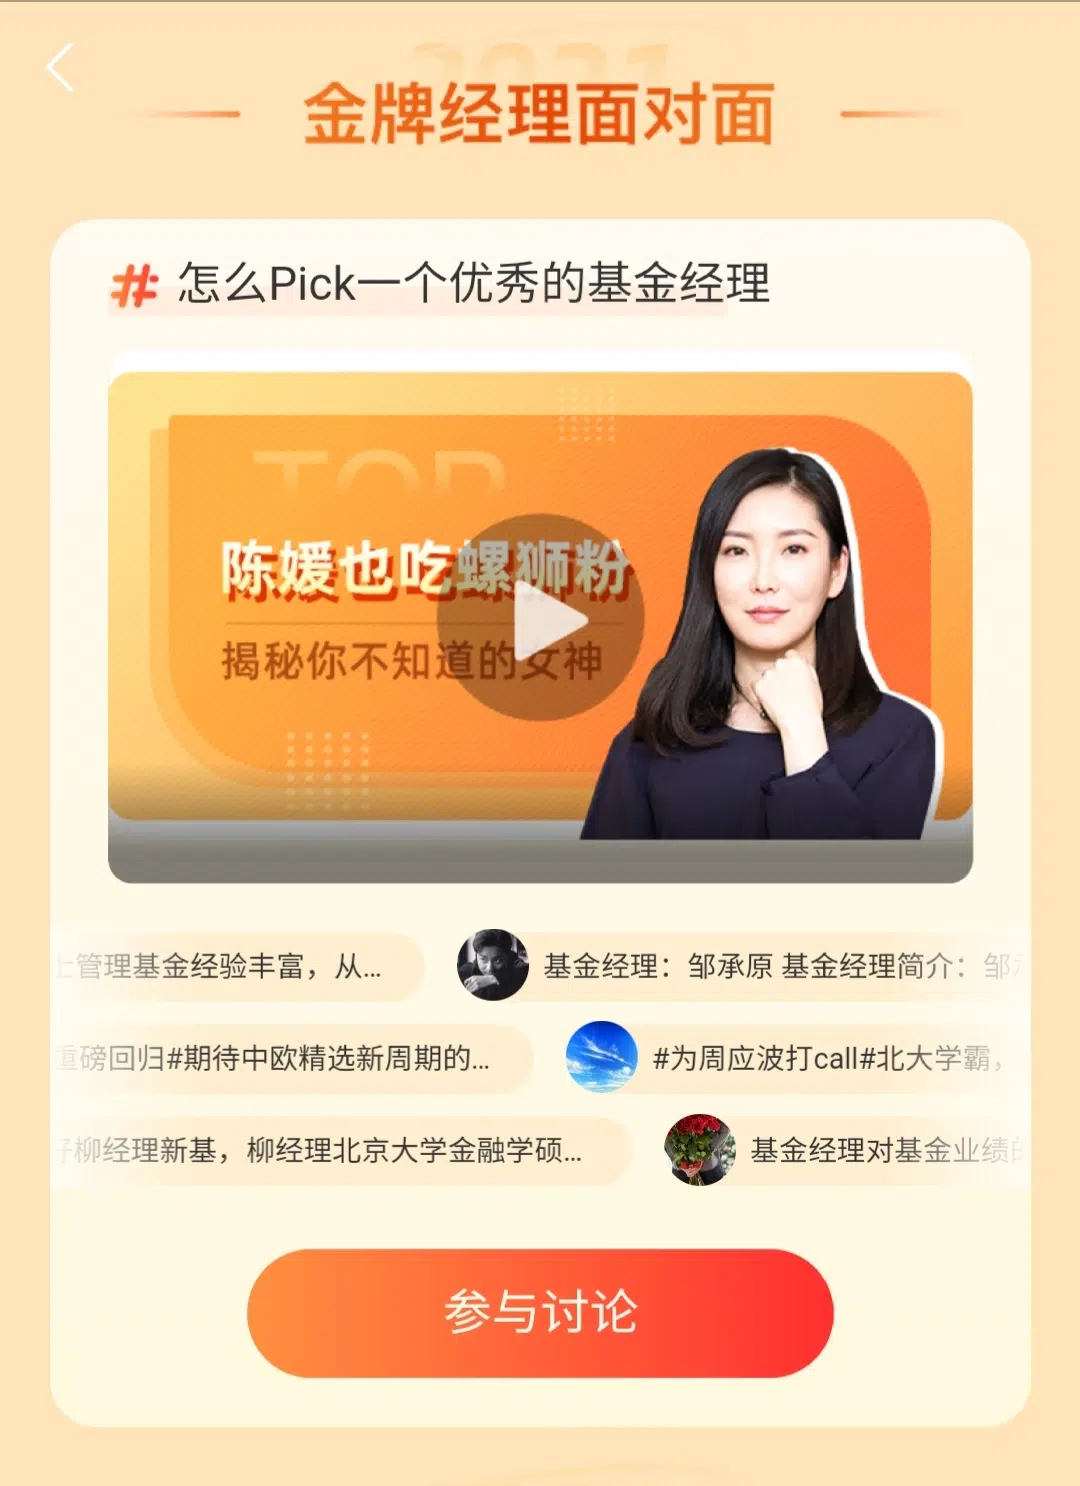 2021
金牌经理面对面
# 怎么Pick一个优秀的基金经理
TOP
陈媛也吃螺狮粉
揭秘你不知道的女神
管理基金经验丰富，从...
基金经理：邹承原 基金经理简介：邹
重磅回归#期待中欧精选新周期的...
#为周应波打call#北大学霸，
柳经理新基，柳经理北京大学金融学硕...
基金经理对基金业绩的
参与讨论